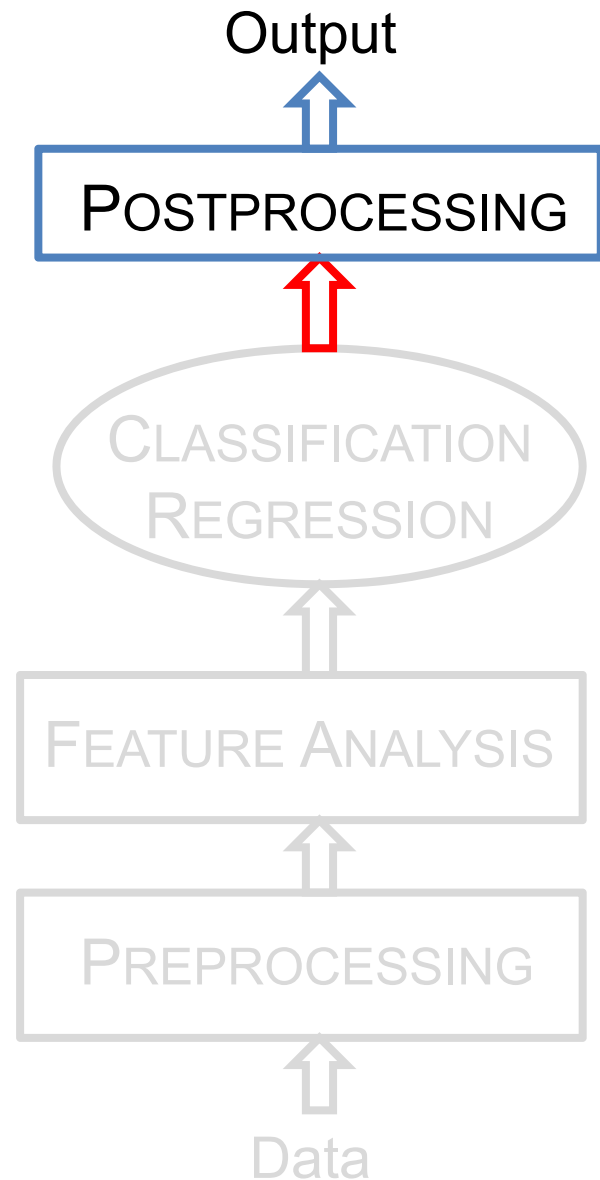 Output
POSTPROCESSING
CLASSIFICATION
REGRESSION
FEATURE ANALYSIS
PREPROCESSING
Data